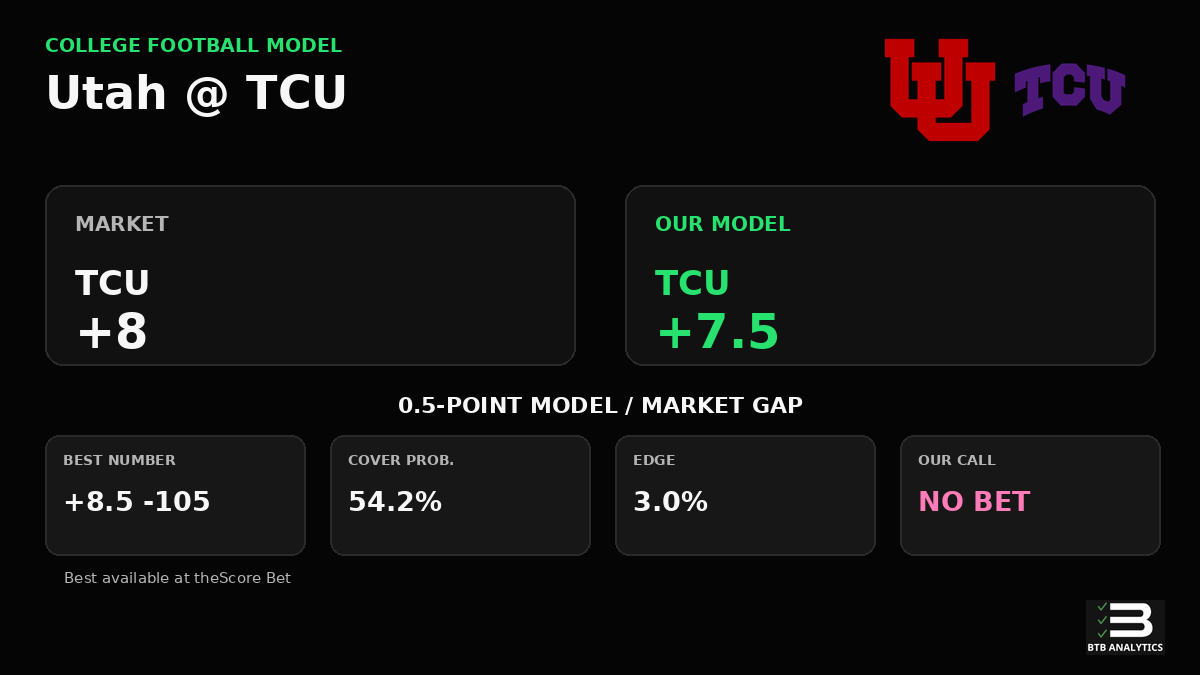 COLLEGE FOOTBALL MODEL
Utah @ TCU
UU
TCU
MARKET
TCU
+8
OUR MODEL
TCU
+7.5
0.5-POINT MODEL / MARKET GAP
BEST NUMBER
+8.5 -105
COVER PROB.
54.2%
EDGE
3.0%
OUR CALL
NO BET
Best available at theScore Bet
B
BTB ANALYTICS